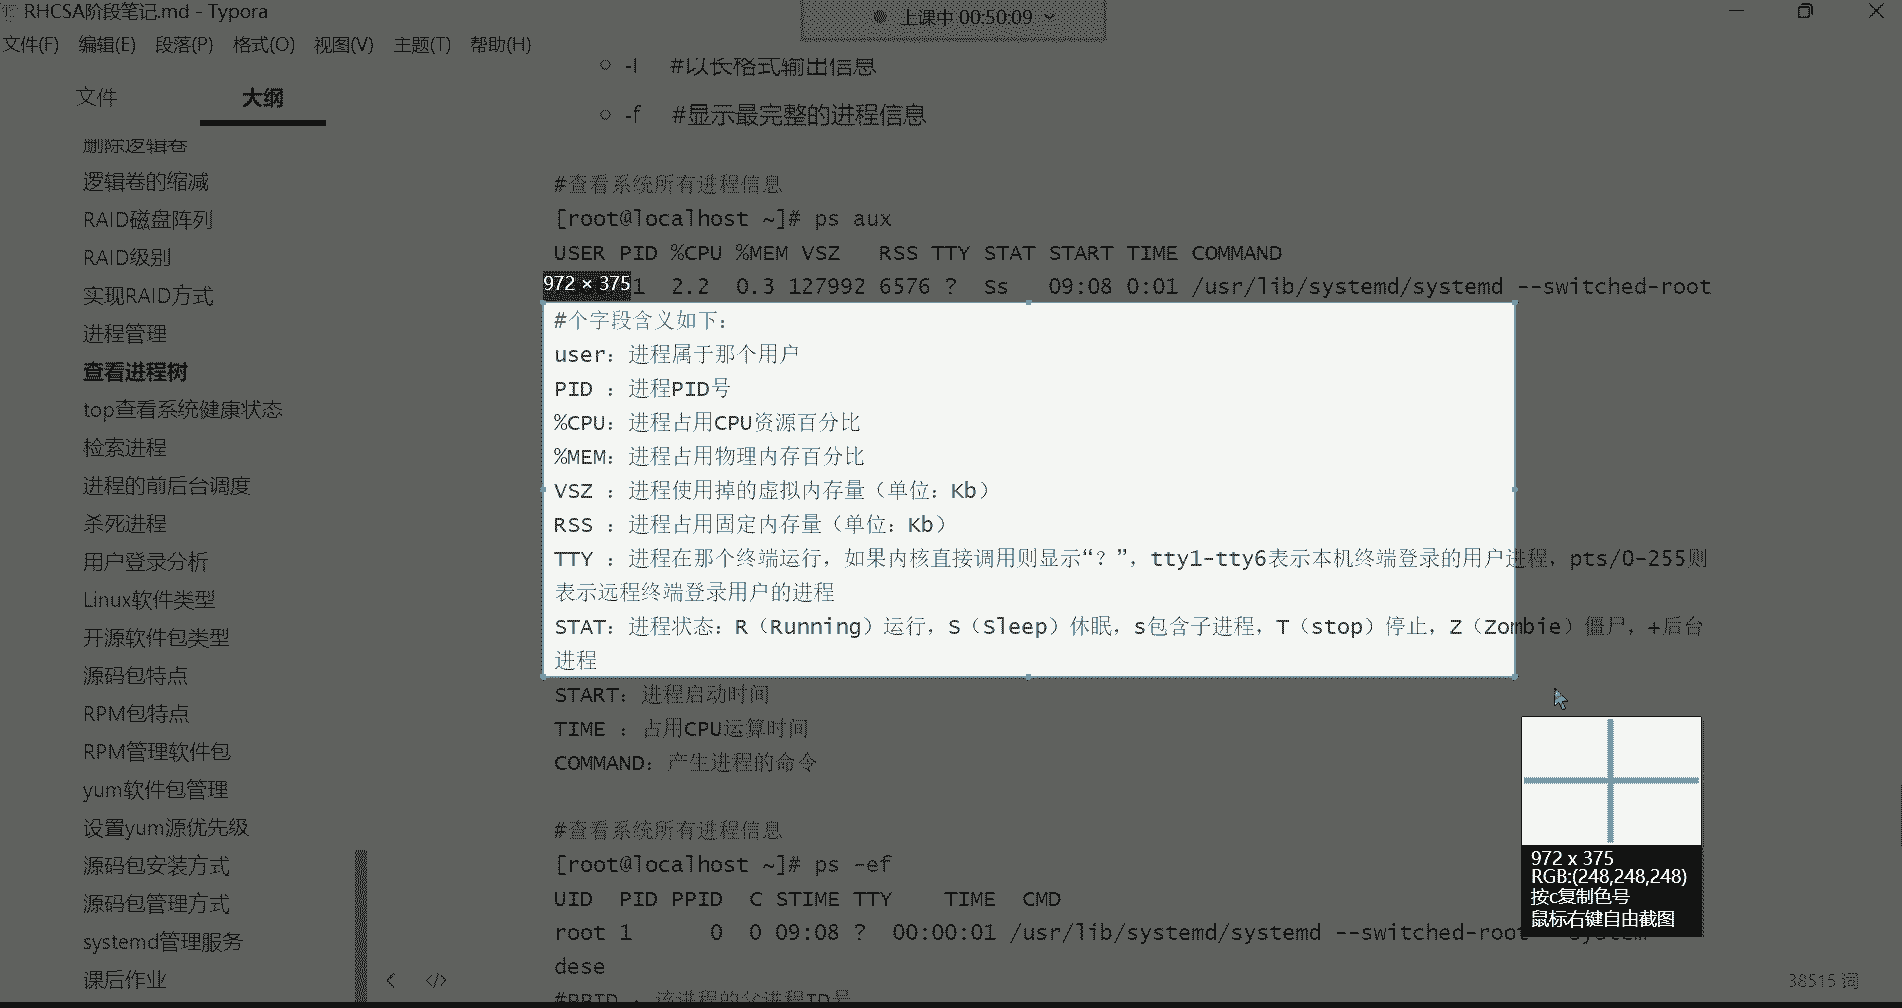 RHCSA阶段笔记.md - Typora
上课中 00:50:09
文件(F) 编辑(E) 段落(P) 格式(O) 视图(V) 主题(T) 帮助(H)
文件 大纲
删除逻辑卷
逻辑卷的缩减
RAID磁盘阵列
RAID级别
实现RAID方式
进程管理
查看进程树
top查看系统健康状态
检索进程
进程的前后台调度
杀死进程
用户登录分析
Linux软件类型
开源软件包类型
源码包特点
RPM包特点
RPM管理软件包
yum软件包管理
设置yum源优先级
源码包安装方式
源码包管理方式
systemd管理服务
课后作业
-l #以长格式输出信息
-f #显示最完整的进程信息
#查看系统所有进程信息
[root@localhost ~]# ps aux
USER PID %CPU %MEM VSZ RSS TTY STAT START TIME COMMAND
972 × 375
1 2.2 0.3 127992 6576 ? Ss 09:08 0:01 /usr/lib/systemd/systemd --switched-root
#个字段含义如下：
user：进程属于那个用户
PID ：进程PID号
%CPU：进程占用CPU资源百分比
%MEM：进程占用物理内存百分比
VSZ ：进程使用掉的虚拟内存量（单位：Kb）
RSS ：进程占用固定内存量（单位：Kb）
TTY ：进程在那个终端运行，如果内核直接调用则显示“？”，tty1-tty6表示本机终端登录的用户进程，pts/0-255则
表示远程终端登录用户的进程
STAT：进程状态：R（Running）运行，S（Sleep）休眠，s包含子进程，T（stop）停止，Z（Zombie）僵尸，+后台
进程
START：进程启动时间
TIME ：占用CPU运算时间
COMMAND：产生进程的命令
#查看系统所有进程信息
[root@localhost ~]# ps -ef
UID PID PPID C STIME TTY TIME CMD
root 1 0 0 09:08 ? 00:00:01 /usr/lib/systemd/systemd --switched-root --system
dese
#PPID ：该进程的父进程ID号
972 x 375
RGB:(248,248,248)
按c复制色号
鼠标右键自由截图
38515 词